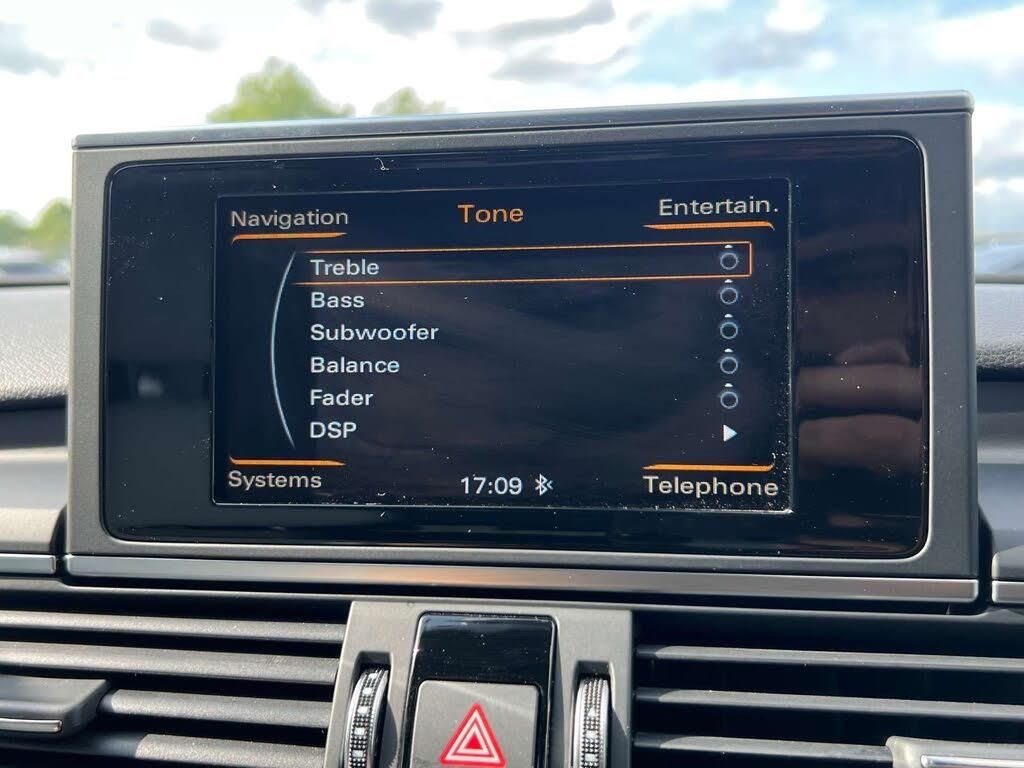 Navigation
Tone
Entertain.
Treble
Bass
Subwoofer
Balance
Fader
DSP
Systems
17:09
Telephone